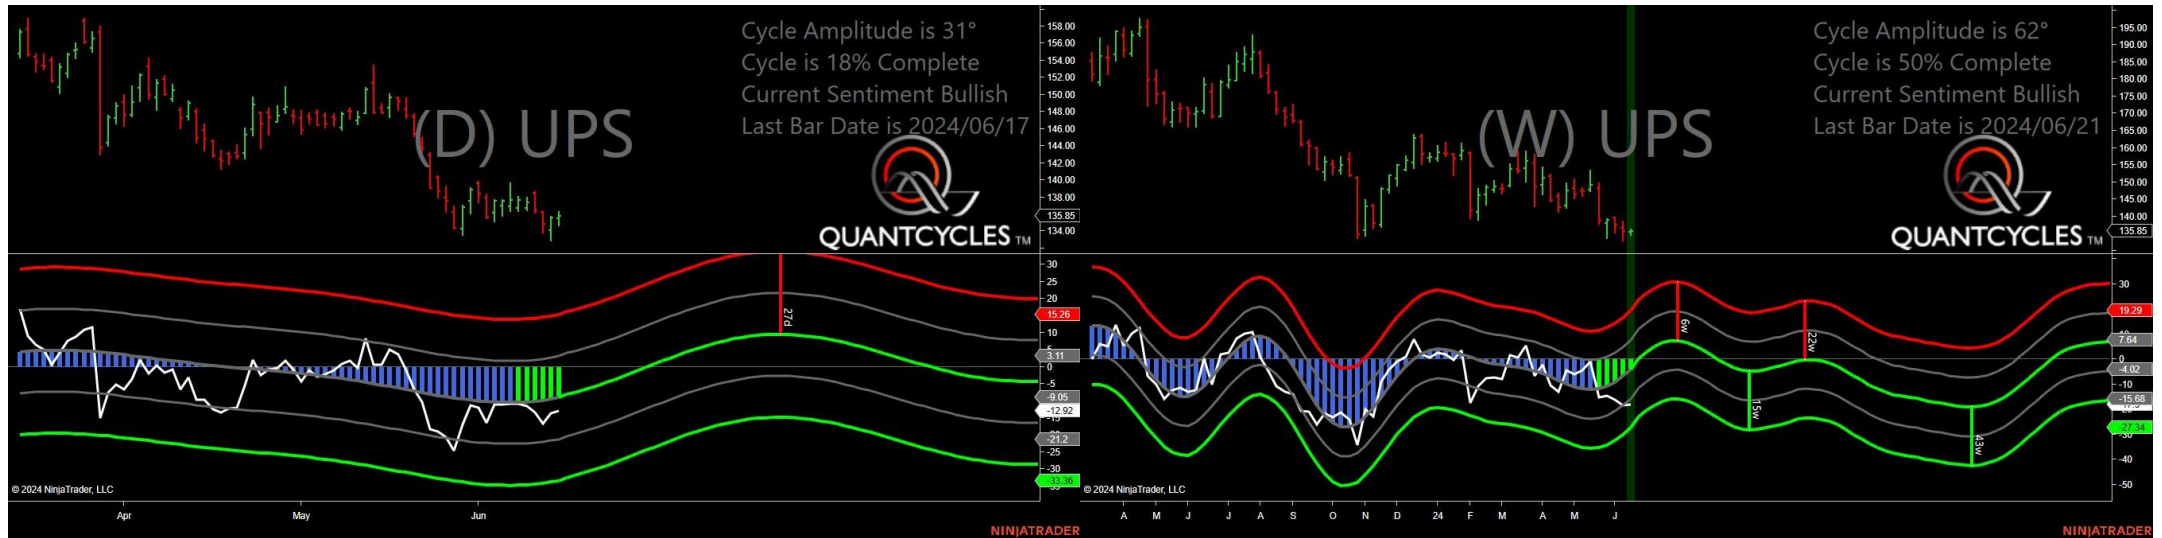 Cycle Amplitude is 31°
Cycle is 18% Complete
Current Sentiment Bullish
Last Bar Date is 2024/06/17
(D) UPS
QUANTCYCLES TM
158.00
156.00
154.00
152.00
150.00
148.00
146.00
144.00
142.00
140.00
138.00
135.85
134.00
27d
30
25
20
15.26
10
3.11
0
-5
-9.05
-12.92
-21.2
-25
-30
-33.36
© 2024 NinjaTrader, LLC
Apr
May
Jun
NINJATRADER
Cycle Amplitude is 62°
Cycle is 50% Complete
Current Sentiment Bullish
Last Bar Date is 2024/06/21
(W) UPS
QUANTCYCLES TM
195.00
190.00
185.00
180.00
175.00
170.00
165.00
160.00
155.00
150.00
145.00
140.00
135.85
6w
15w
22w
43w
30
19.29
7.64
0
-4.02
-10
-15.68
-27.34
-40
-50
© 2024 NinjaTrader, LLC
A
M
J
J
A
S
O
N
D
24
F
M
A
M
J
NINJATRADER